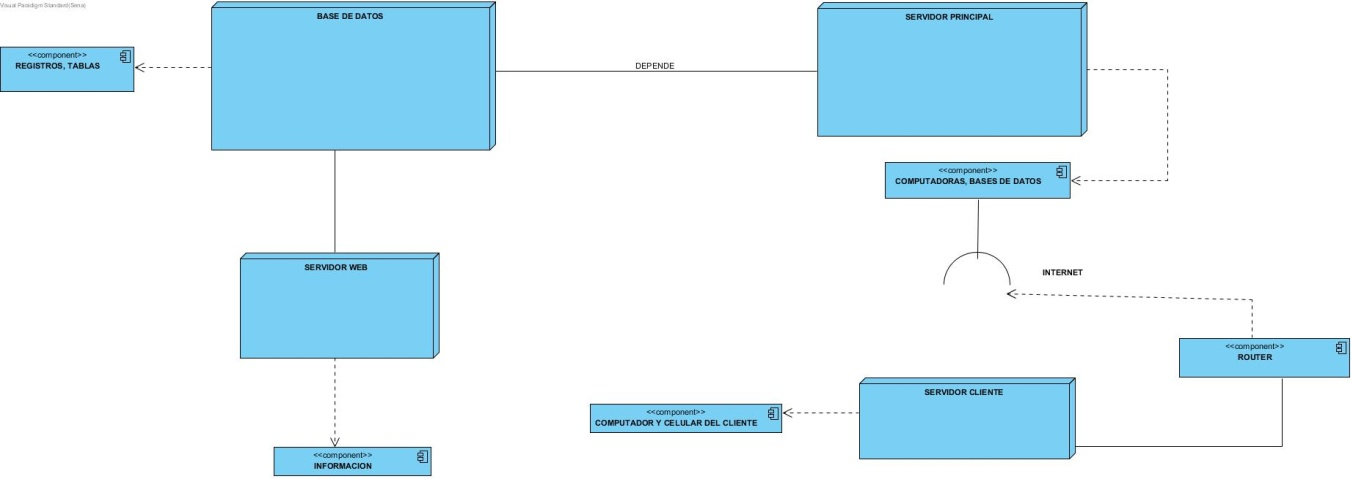 Visual Paradigm Standard(Sena)
BASE DE DATOS
SERVIDOR PRINCIPAL
<<component>>
REGISTROS, TABLAS
DEPENDE
<<component>>
COMPUTADORAS, BASES DE DATOS
SERVIDOR WEB
INTERNET
<<component>>
ROUTER
SERVIDOR CLIENTE
<<component>>
COMPUTADOR Y CELULAR DEL CLIENTE
<<component>>
INFORMACION